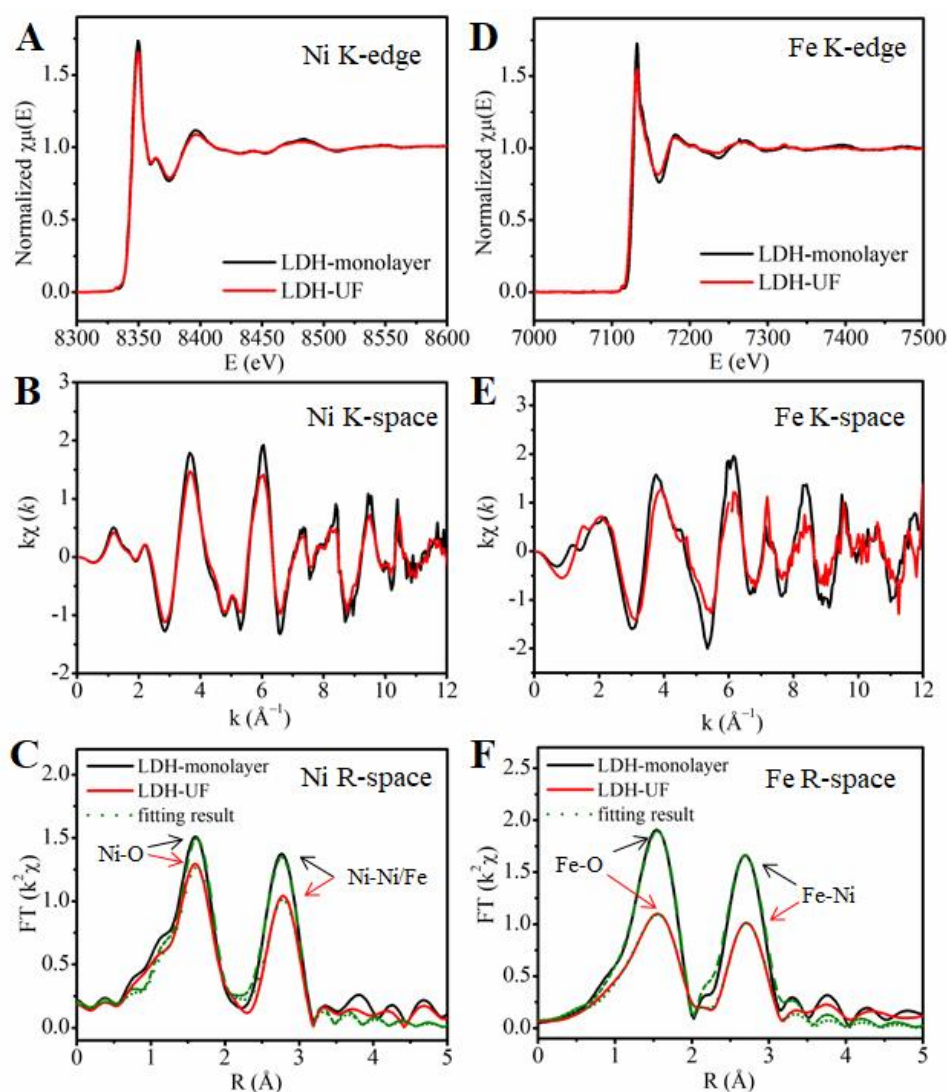 A
Ni K-edge
Normalized χμ(E)
1.5
1.0
0.5
0.0
LDH-monolayer
LDH-UF
8300 8350 8400 8450 8500 8550 8600
E (eV)
D
Fe K-edge
Normalized χμ(E)
1.5
1.0
0.5
0.0
LDH-monolayer
LDH-UF
7000 7100 7200 7300 7400 7500
E (eV)
B
Ni K-space
kχ (k)
3
2
1
0
-1
-2
0 2 4 6 8 10 12
k (Å⁻¹)
E
Fe K-space
kχ (k)
3
2
1
0
-1
-2
0 2 4 6 8 10 12
k (Å⁻¹)
C
LDH-monolayer
LDH-UF
fitting result
Ni R-space
Ni-O
Ni-Ni/Fe
FT (k²χ)
2.0
1.5
1.0
0.5
0.0
0 1 2 3 4 5
R (Å)
F
LDH-monolayer
LDH-UF
fitting result
Fe R-space
Fe-O
Fe-Ni
FT (k²χ)
2.5
2.0
1.5
1.0
0.5
0.0
0 1 2 3 4 5
R (Å)